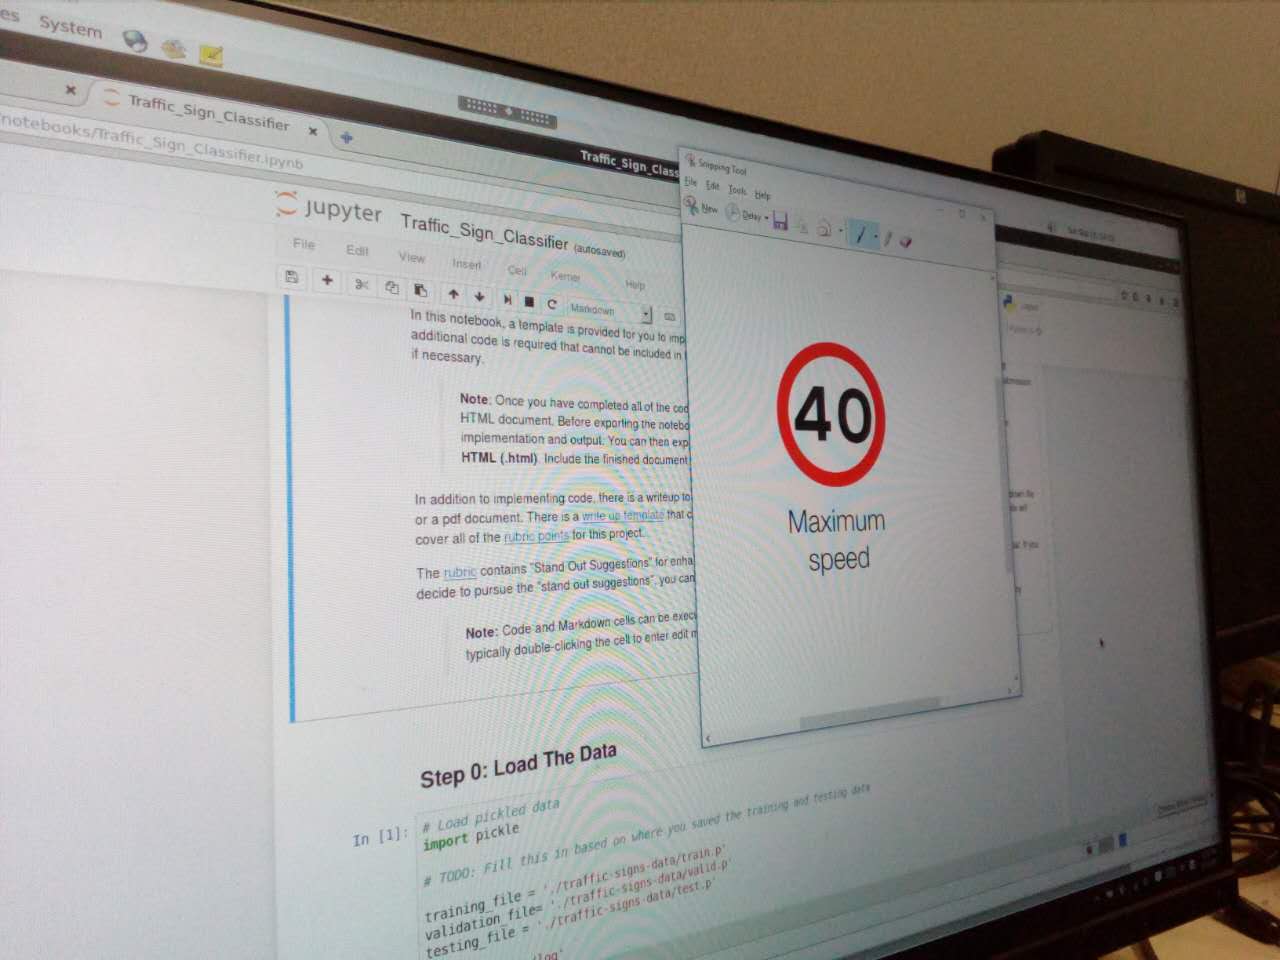 es System
Traffic_Sign_Classifier
notebooks/Traffic_Sign_Classifier.ipynb
Traffic_Sign_Class
jupyter Traffic_Sign_Classifier (autosaved)
File Edit View Insert Cell Kernel Help
Markdown
In this notebook, a template is provided for you to imp
additional code is required that cannot be included in
if necessary.
Note: Once you have completed all of the cod
HTML document. Before exporting the notebo
implementation and output. You can then exp
HTML (.html). Include the finished document
In addition to implementing code, there is a writeup to
or a pdf document. There is a write up template that c
cover all of the rubric points for this project.
The rubric contains "Stand Out Suggestions" for enha
decide to pursue the "stand out suggestions", you can
Note: Code and Markdown cells can be execu
typically double-clicking the cell to enter edit m
Step 0: Load The Data
In [1]:
# Load pickled data
import pickle
# TODO: Fill this in based on where you saved the training and testing data
training_file = './traffic-signs-data/train.p'
validation_file= './traffic-signs-data/valid.p'
testing_file = './traffic-signs-data/test.p'
Snipping Tool
File Edit Tools Help
New Delay
40
Maximum
speed
hp